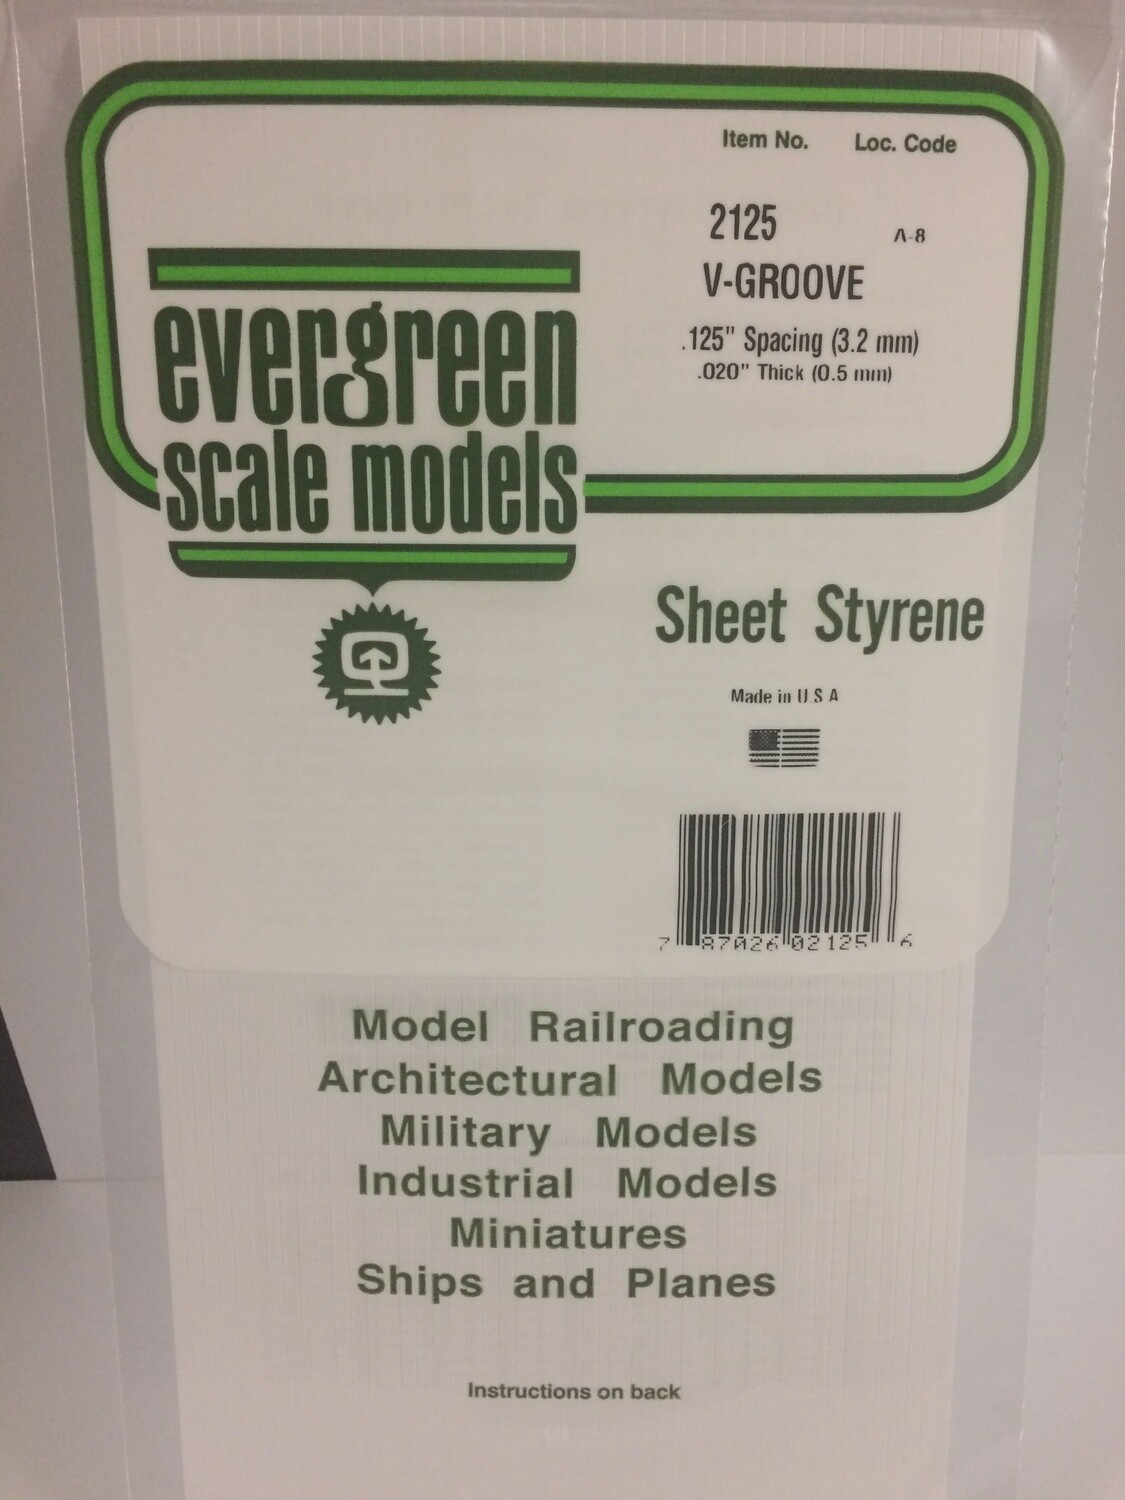 Item No. Loc. Code
2125 A-8
V-GROOVE
.125" Spacing (3.2 mm)
.020" Thick (0.5 mm)
evergreen
scale models
Sheet Styrene
Made in U.S.A
7 87026 02125 6
Model Railroading
Architectural Models
Military Models
Industrial Models
Miniatures
Ships and Planes
Instructions on back